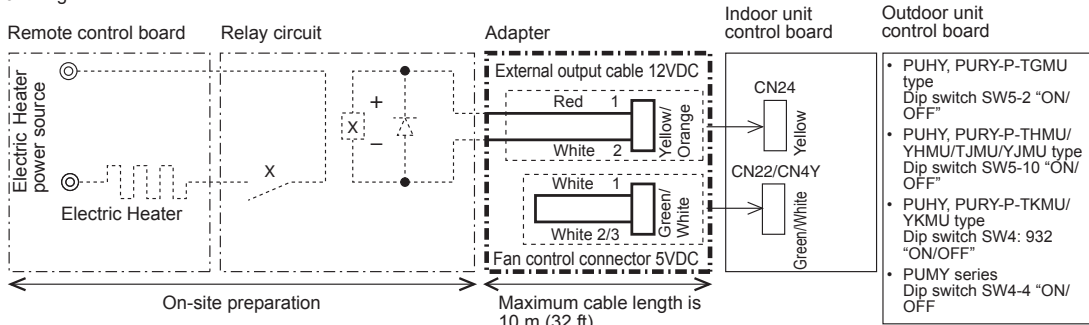 Remote control board
Relay circuit
Adapter
Indoor unit
control board
Outdoor unit
control board
Electric Heater
power source
Electric Heater
X
X
+
−
External output cable 12VDC
Red 1
White 2
Yellow/
Orange
White 1
White 2/3
Green/
White
Fan control connector 5VDC
CN24
Yellow
CN22/CN4Y
Green/White
• PUHY, PURY-P-TGMU
type
Dip switch SW5-2 “ON/
OFF”
• PUHY, PURY-P-THMU/
YHMU/TJMU/YJMU type
Dip switch SW5-10 “ON/
OFF”
• PUHY, PURY-P-TKMU/
YKMU type
Dip switch SW4: 932
“ON/OFF”
• PUMY series
Dip switch SW4-4 “ON/
OFF
On-site preparation
Maximum cable length is
10 m (32 ft)